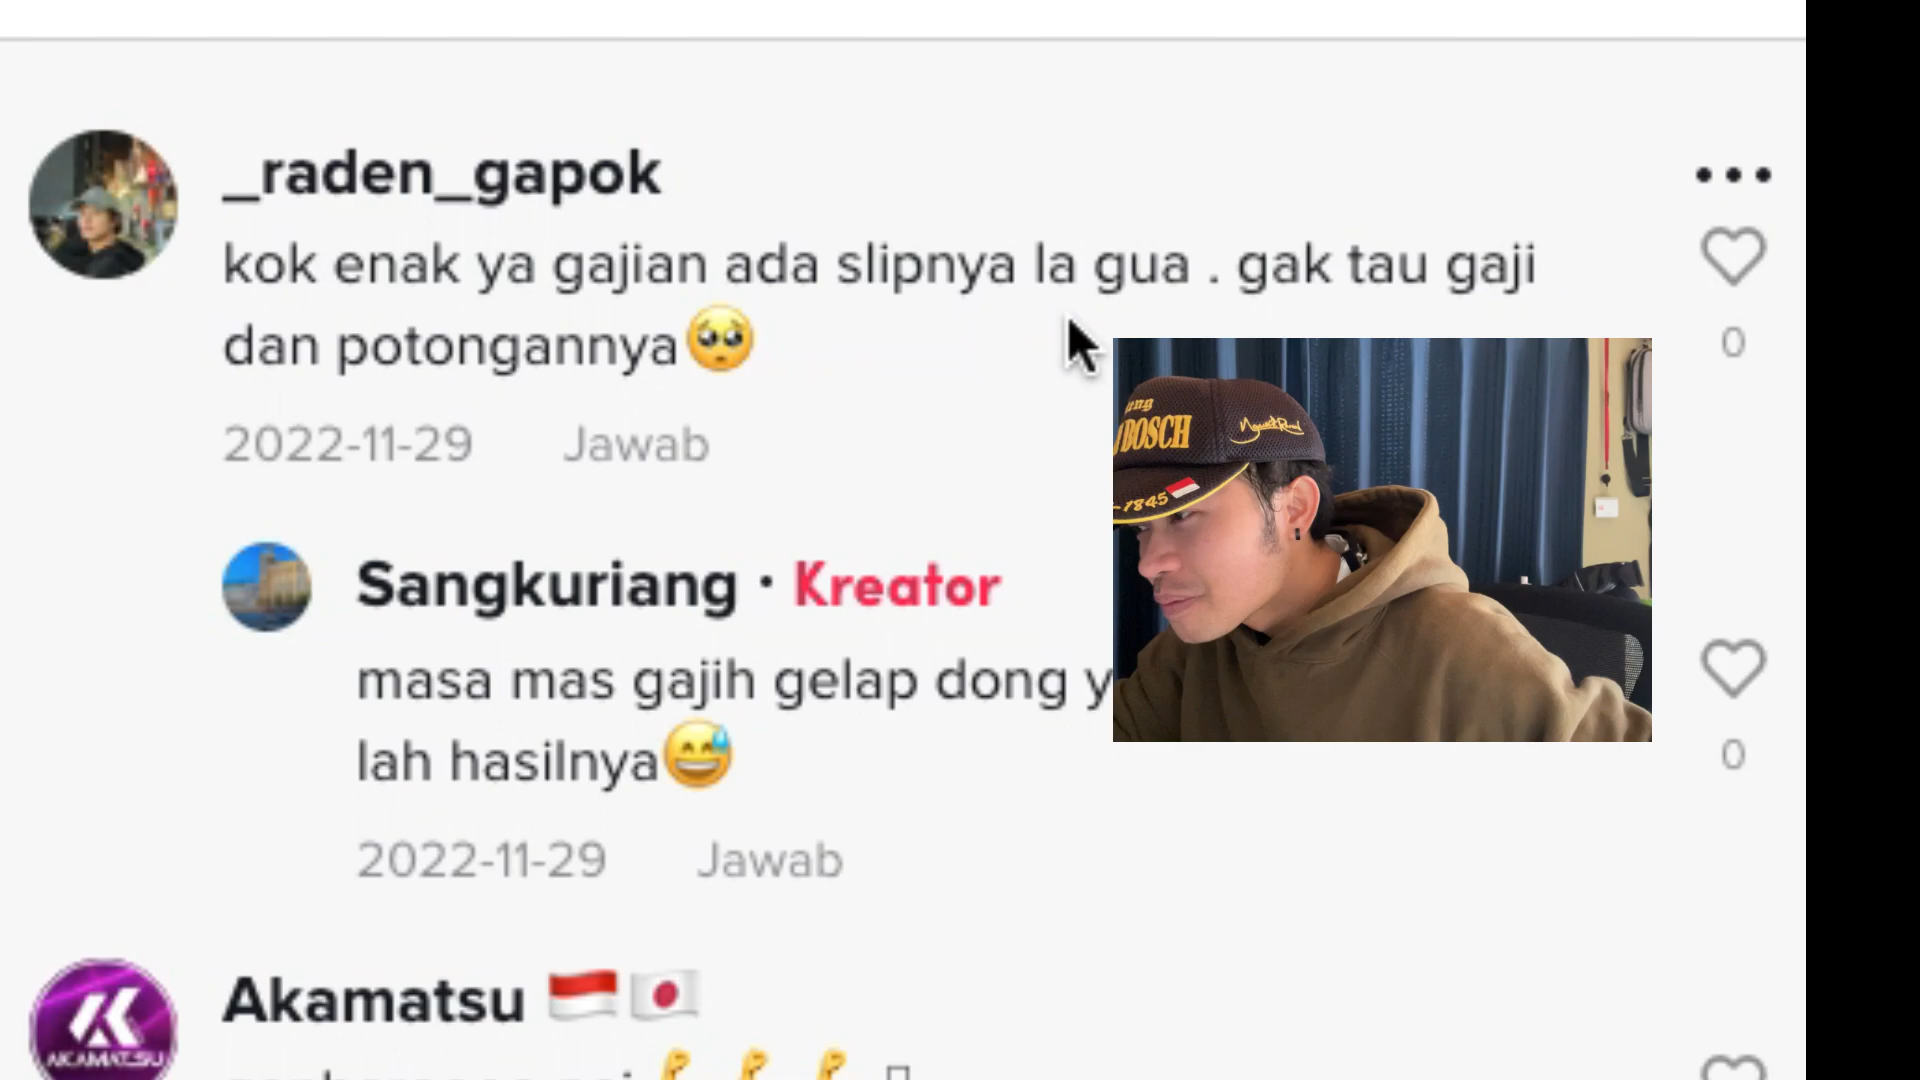 _raden_gapok
kok enak ya gajian ada slipnya la gua . gak tau gaji
dan potongannya🥺
0
2022-11-29 Jawab
Sangkuriang · Kreator
masa mas gajih gelap dong y
lah hasilnya😅
0
2022-11-29 Jawab
Akamatsu 🇮🇩🇯🇵
AKAMATSU
BOSCH
1845